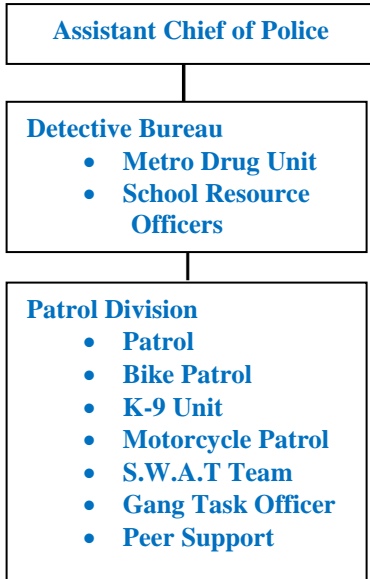 Assistant Chief of Police
Detective Bureau
• Metro Drug Unit
• School Resource
Officers
Patrol Division
• Patrol
• Bike Patrol
• K-9 Unit
• Motorcycle Patrol
• S.W.A.T Team
• Gang Task Officer
• Peer Support